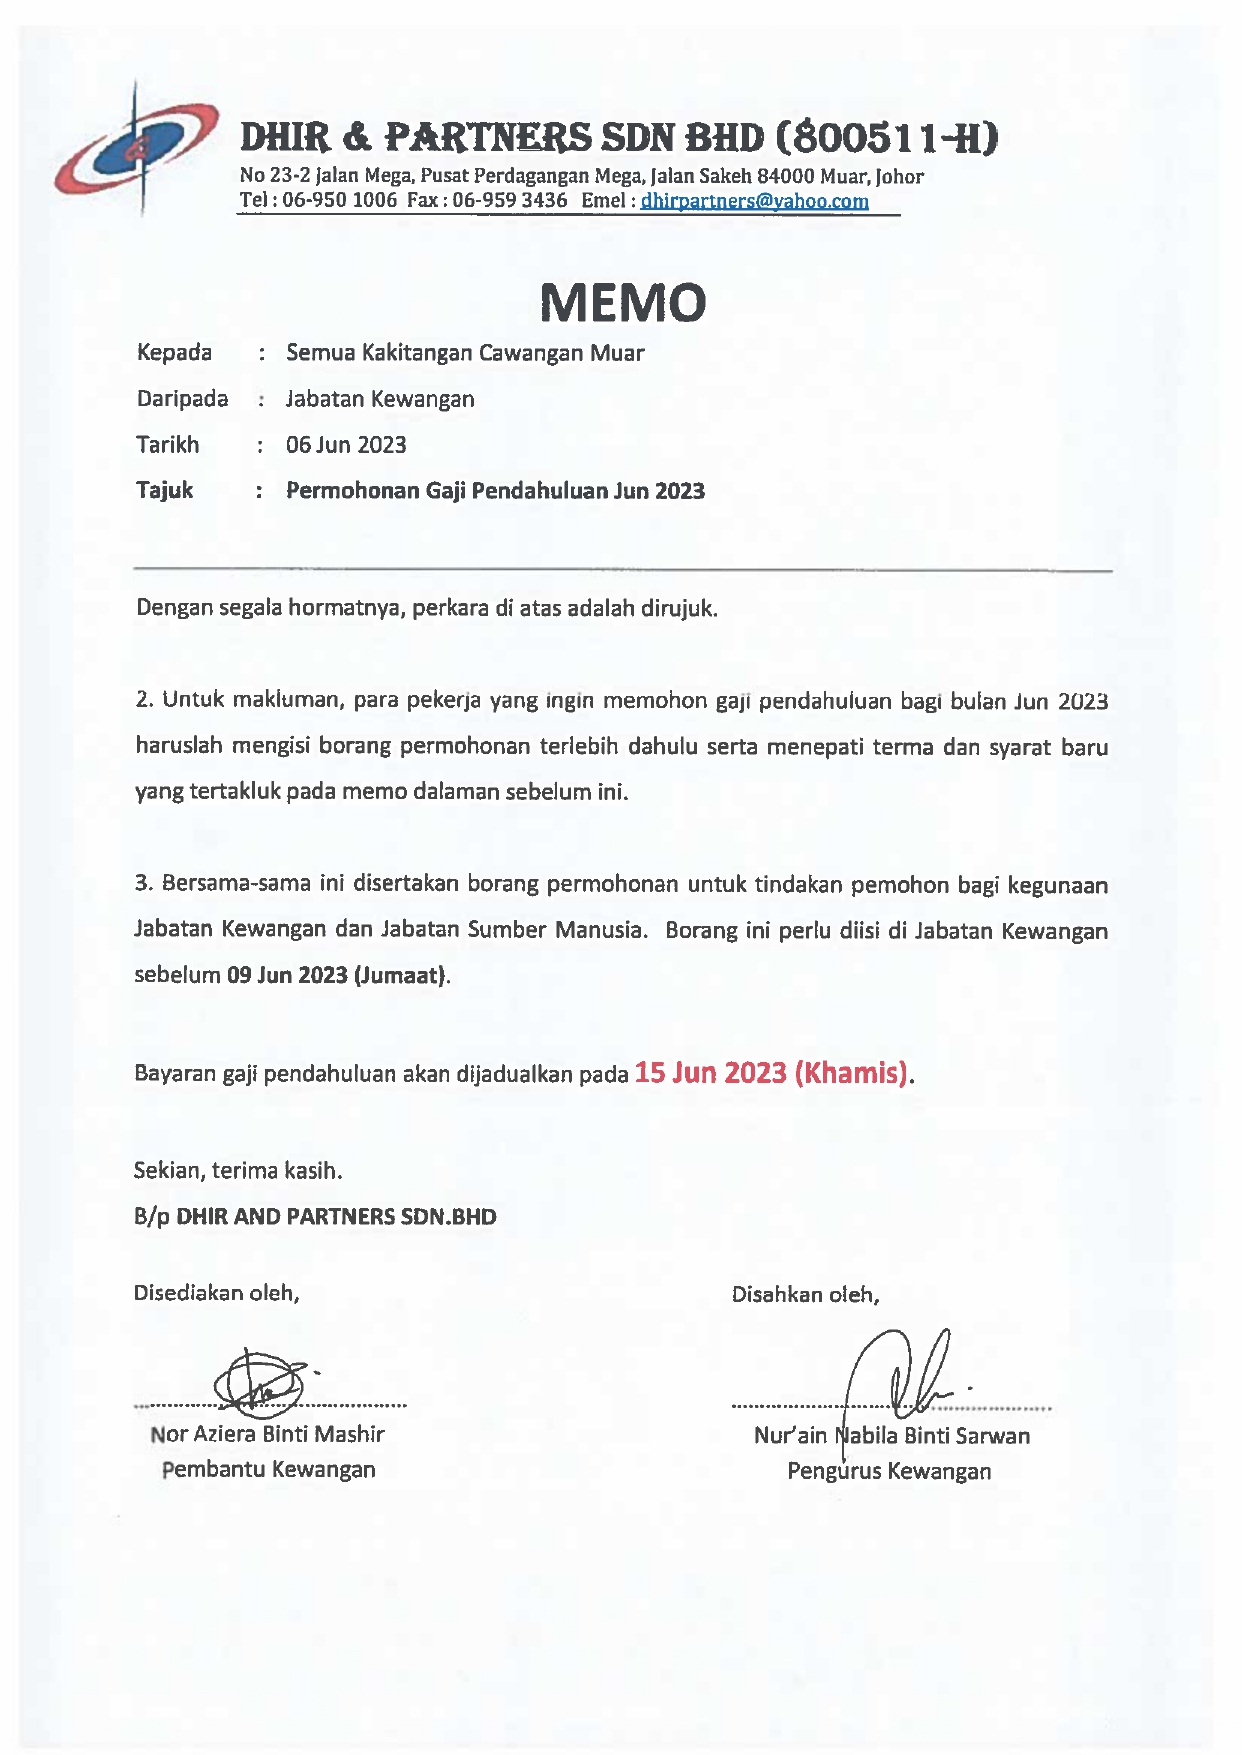 DHIR & PARTNERS SDN BHD (800511-H)
No 23-2 Jalan Mega, Pusat Perdagangan Mega, Jalan Sakeh 84000 Muar, Johor
Tel : 06-950 1006 Fax : 06-959 3436 Emel : dhirpartners@yahoo.com
MEMO
Kepada : Semua Kakitangan Cawangan Muar
Daripada : Jabatan Kewangan
Tarikh : 06 Jun 2023
Tajuk : Permohonan Gaji Pendahuluan Jun 2023
Dengan segala hormatnya, perkara di atas adalah dirujuk.
2. Untuk makluman, para pekerja yang ingin memohon gaji pendahuluan bagi bulan Jun 2023
haruslah mengisi borang permohonan terlebih dahulu serta menepati terma dan syarat baru
yang tertakluk pada memo dalaman sebelum ini.
3. Bersama-sama ini disertakan borang permohonan untuk tindakan pemohon bagi kegunaan
Jabatan Kewangan dan Jabatan Sumber Manusia. Borang ini perlu diisi di Jabatan Kewangan
sebelum 09 Jun 2023 (Jumaat).
Bayaran gaji pendahuluan akan dijadualkan pada 15 Jun 2023 (Khamis).
Sekian, terima kasih.
B/p DHIR AND PARTNERS SDN.BHD
Disediakan oleh, Disahkan oleh,
Nor Aziera Binti Mashir Nur'ain Nabila Binti Sarwan
Pembantu Kewangan Pengurus Kewangan